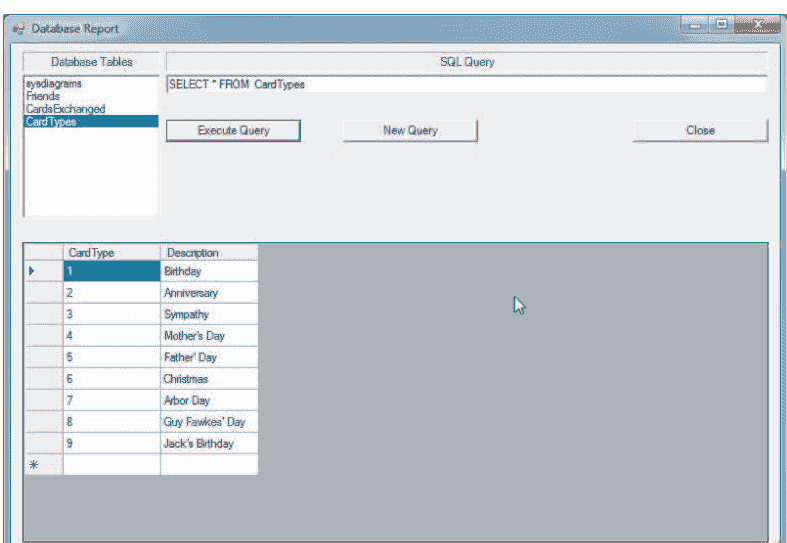 Database Report
Database Tables
SQL Query
sysdiagrams
Friends
CardsExchanged
CardTypes
SELECT * FROM CardTypes
Execute Query
New Query
Close
CardType Description
1 Birthday
2 Anniversary
3 Sympathy
4 Mother's Day
5 Father' Day
6 Christmas
7 Arbor Day
8 Guy Fawkes' Day
9 Jack's Birthday